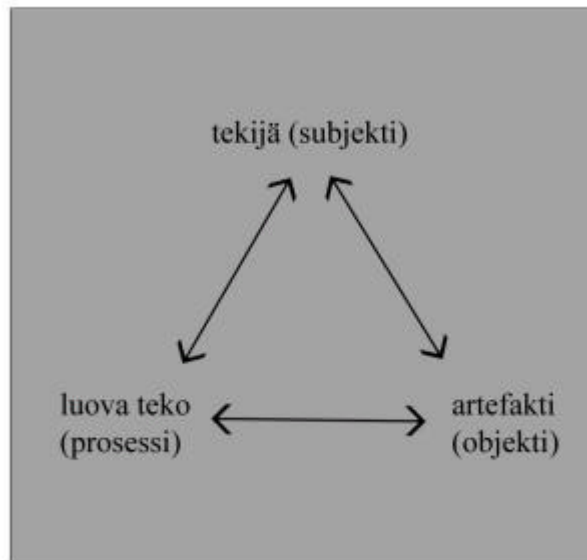 tekijä (subjekti)
luova teko
(prosessi)
artefakti
(objekti)